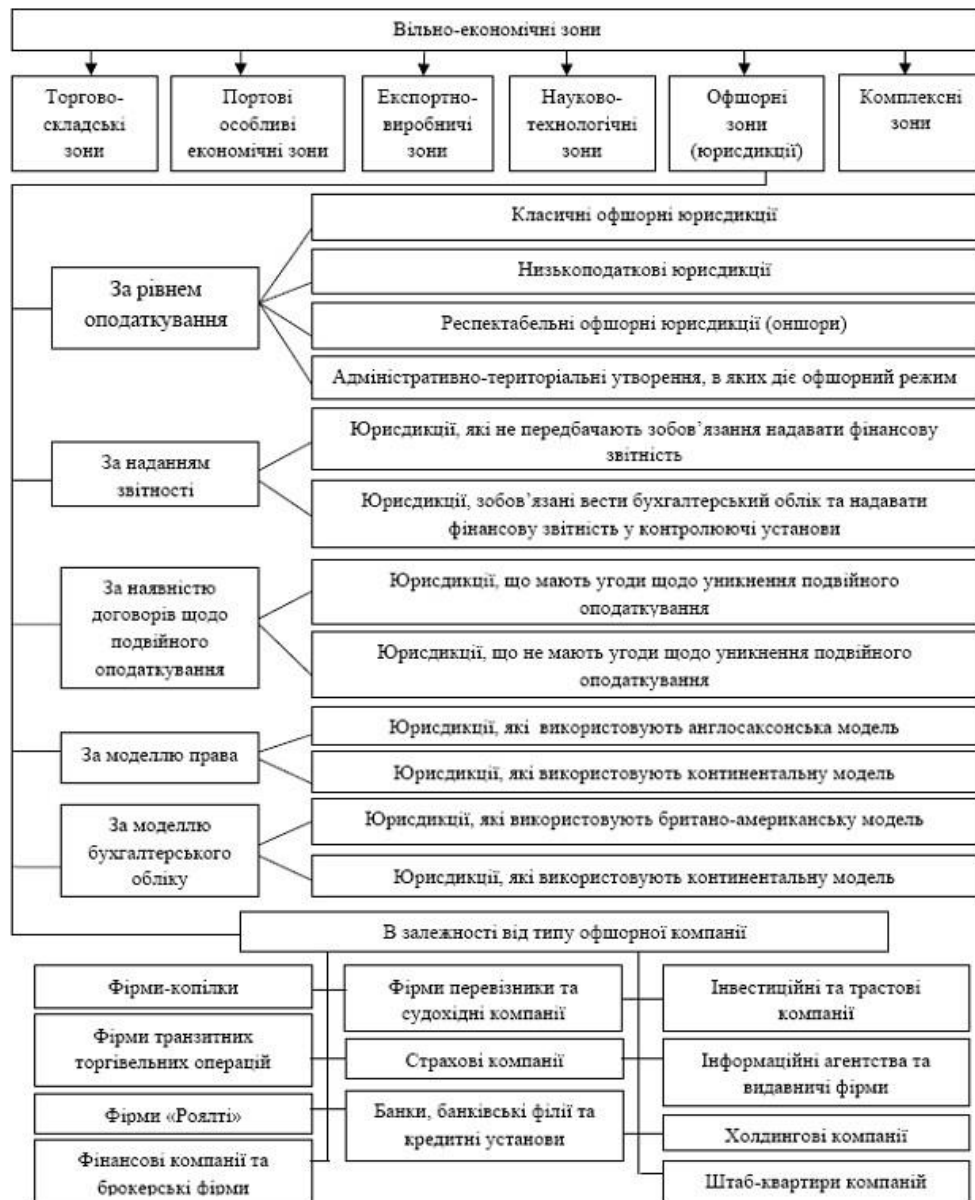 Вільно-економічні зони
Торгово-
складські
зони
Портові
особливі
економічні зони
Експортно-
виробничі
зони
Науково-
технологічні
зони
Офшорні
зони
(юрисдикції)
Комплексні
зони
За рівнем
оподаткування
Класичні офшорні юрисдикції
Низькоподаткові юрисдикції
Респектабельні офшорні юрисдикції (оншори)
Адміністративно-територіальні утворення, в яких діє офшорний режим
За наданням
звітності
Юрисдикції, які не передбачають зобов’язання надавати фінансову
звітність
Юрисдикції, зобов’язані вести бухгалтерський облік та надавати
фінансову звітність у контролюючі установи
За наявністю
договорів щодо
подвійного
оподаткування
Юрисдикції, що мають угоди щодо уникнення подвійного
оподаткування
Юрисдикції, що не мають угоди щодо уникнення подвійного
оподаткування
За моделлю права
Юрисдикції, які використовують англосаксонська модель
Юрисдикції, які використовують континентальну модель
За моделлю
бухгалтерського
обліку
Юрисдикції, які використовують британо-американську модель
Юрисдикції, які використовують континентальну модель
В залежності від типу офшорної компанії
Фірми-копілки
Фірми транзитних
торгівельних операцій
Фірми «Роялті»
Фінансові компанії та
брокерські фірми
Фірми перевізники та
судохідні компанії
Страхові компанії
Банки, банківські філії та
кредитні установи
Інвестиційні та трастові
компанії
Інформаційні агентства та
видавничі фірми
Холдингові компанії
Штаб-квартири компаній